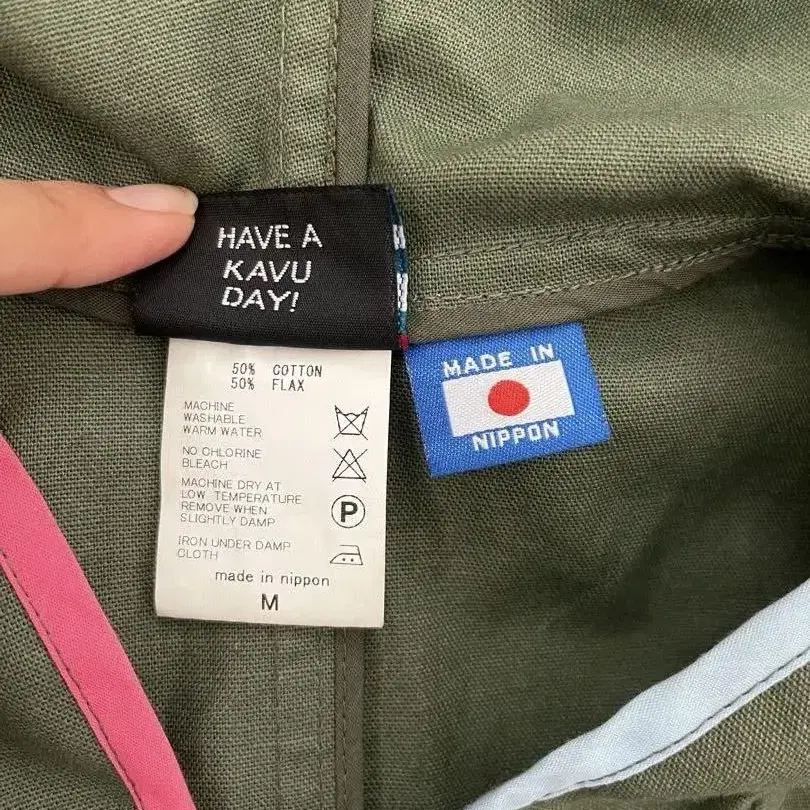 HAVE A
KAVU
DAY!
50% COTTON
50% FLAX
MACHINE
WASHABLE
WARM WATER
NO CHLORINE
BLEACH
MACHINE DRY AT
LOW TEMPERATURE
REMOVE WHEN
SLIGHTLY DAMP
P
IRON UNDER DAMP
CLOTH
made in nippon
M
MADE IN
NIPPON